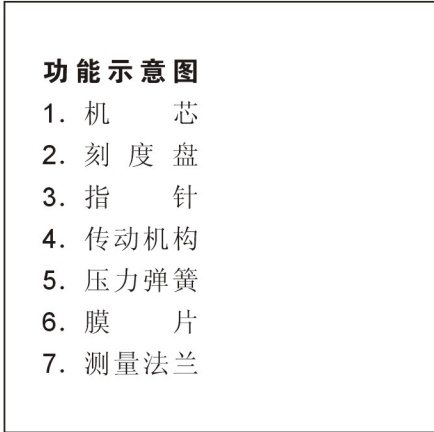 功能示意图
1. 机芯
2. 刻度盘
3. 指针
4. 传动机构
5. 压力弹簧
6. 膜片
7. 测量法兰